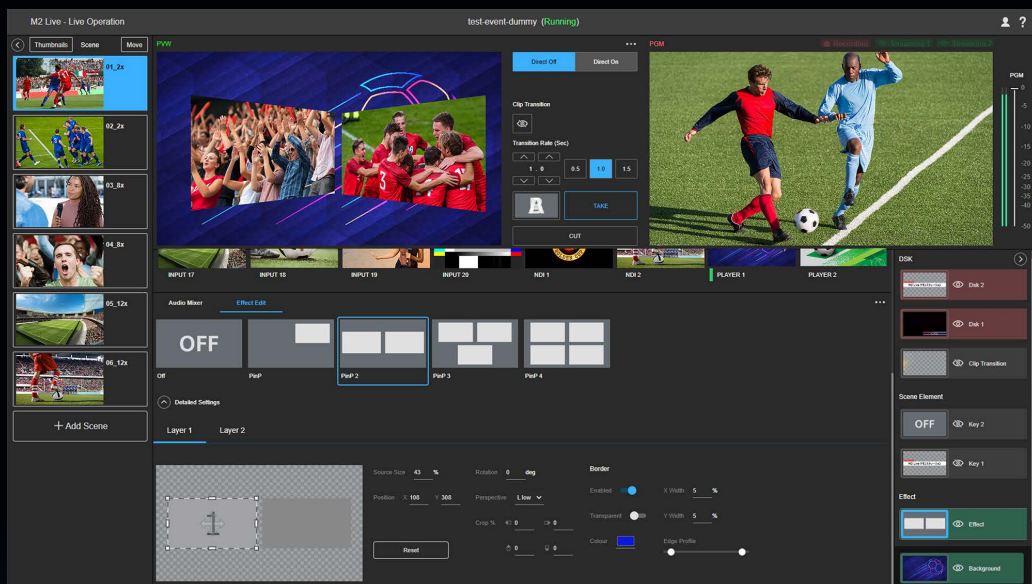 M2 Live - Live Operation
test-event-dummy (Running)
?
Thumbnails Scene Move
01_2x
02_2x
03_8x
04_8x
05_12x
06_12x
+ Add Scene
PVW
Direct Off Direct On
Clip Transition
Transition Rate (Sec)
1 . 0 0.5 1.0 1.5
TAKE
CUT
PGM
PGM
0
-5
-10
-15
-20
-25
-30
-35
-40
-50
3
INPUT 17 INPUT 18 INPUT 19 INPUT 20 NDI 1 NDI 2 PLAYER 1 PLAYER 2
Audio Mixer Effect Edit
OFF
Off PinP PinP 2 PinP 3 PinP 4
Detailed Settings
Layer 1 Layer 2
1
Source Size 43 % Rotation 0 deg
Position X 108 Y 308 Perspective L low
Crop % 0 0
0 0
Reset
Border
Enabled X Width 5 %
Transparent Y Width 5 %
Colour Edge Profile
DSK
Dsk 2
Dsk 1
Clip Transition
Scene Element
OFF Key 2
Key 1
Effect
Effect
Background